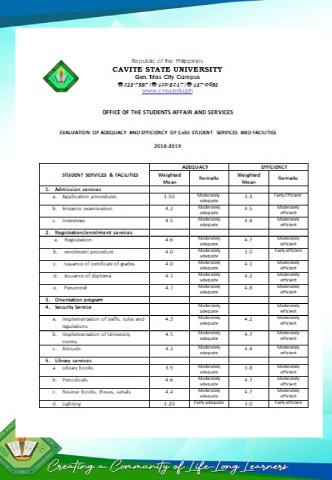 Republic of the Philippines
CAVITE STATE UNIVERSITY
Gen. Trias City Campus
www.cvsu.edu.ph
OFFICE OF THE STUDENTS AFFAIR AND SERVICES
EVALUATION OF ADEQUACY AND EFFICIENCY OF CvSU STUDENT SERVICES AND FACILITIES
2018-2019
STUDENT SERVICES & FACILITIES ADEQUACY EFFICIENCY
Weighted Mean Remarks Weighted Mean Remarks
1. Admission services
a. Application procedures 3.50 Moderately adequate Fairly Efficient
b. Entrance examination 4.2 Moderately adequate 4.5 Moderately efficient
c. Interviews 4.5 Moderately adequate Moderately efficient
2. Registration/enrolment services
a. Registration 4.6 Moderately adequate 4.7 Moderately efficient
b. enrolment procedure 4.0 Moderately adequate 3.0 Fairly efficient
c. Issuance of certificate of grades 4.0 Moderately adequate 4.1 Moderately efficient
d. Issuance of diploma 4.1 Moderately adequate 4.2 Moderately efficient
e. Personnel 4.7 Moderately adequate 4.8 Moderately efficient
3. Orientation program
4. Security Service Moderately adequate Moderately efficient
a. Implementation of traffic rules and regulations 4.3 Moderately adequate 4.2 Moderately efficient
b. Implementation of University norms 4.5 Moderately adequate 4.7 Moderately efficient
c. Attitude 4.2 Moderately adequate 4.4 Moderately efficient
5. Library services
a. Library books 3.9 Moderately adequate 3.8 Moderately efficient
b. Periodicals 4.6 Moderately adequate 4.7 Moderately efficient
c. Reserve books, theses, serials 4.4 Moderately adequate 4.7 Moderately efficient
d. Lighting 3.20 Fairly adequate 3.0 Fairly efficient
Creating a Community of Life-Long Learners